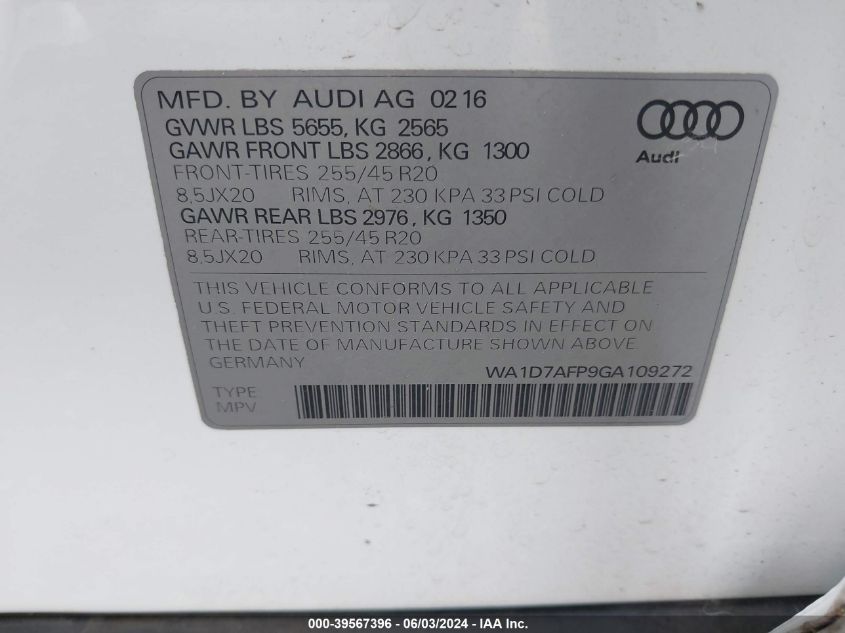 MFD. BY AUDI AG 02 16
GVWR LBS 5655, KG 2565
GAWR FRONT LBS 2866, KG 1300
FRONT-TIRES 255/45 R20
8,5JX20 RIMS, AT 230 KPA 33 PSI COLD
GAWR REAR LBS 2976, KG 1350
REAR-TIRES 255/45 R20
8,5JX20 RIMS, AT 230 KPA 33 PSI COLD
Audi
THIS VEHICLE CONFORMS TO ALL APPLICABLE
U.S. FEDERAL MOTOR VEHICLE SAFETY AND
THEFT PREVENTION STANDARDS IN EFFECT ON
THE DATE OF MANUFACTURE SHOWN ABOVE.
GERMANY
WA1D7AFP9GA109272
TYPE
MPV
000-39567396 - 06/03/2024 - IAA Inc.